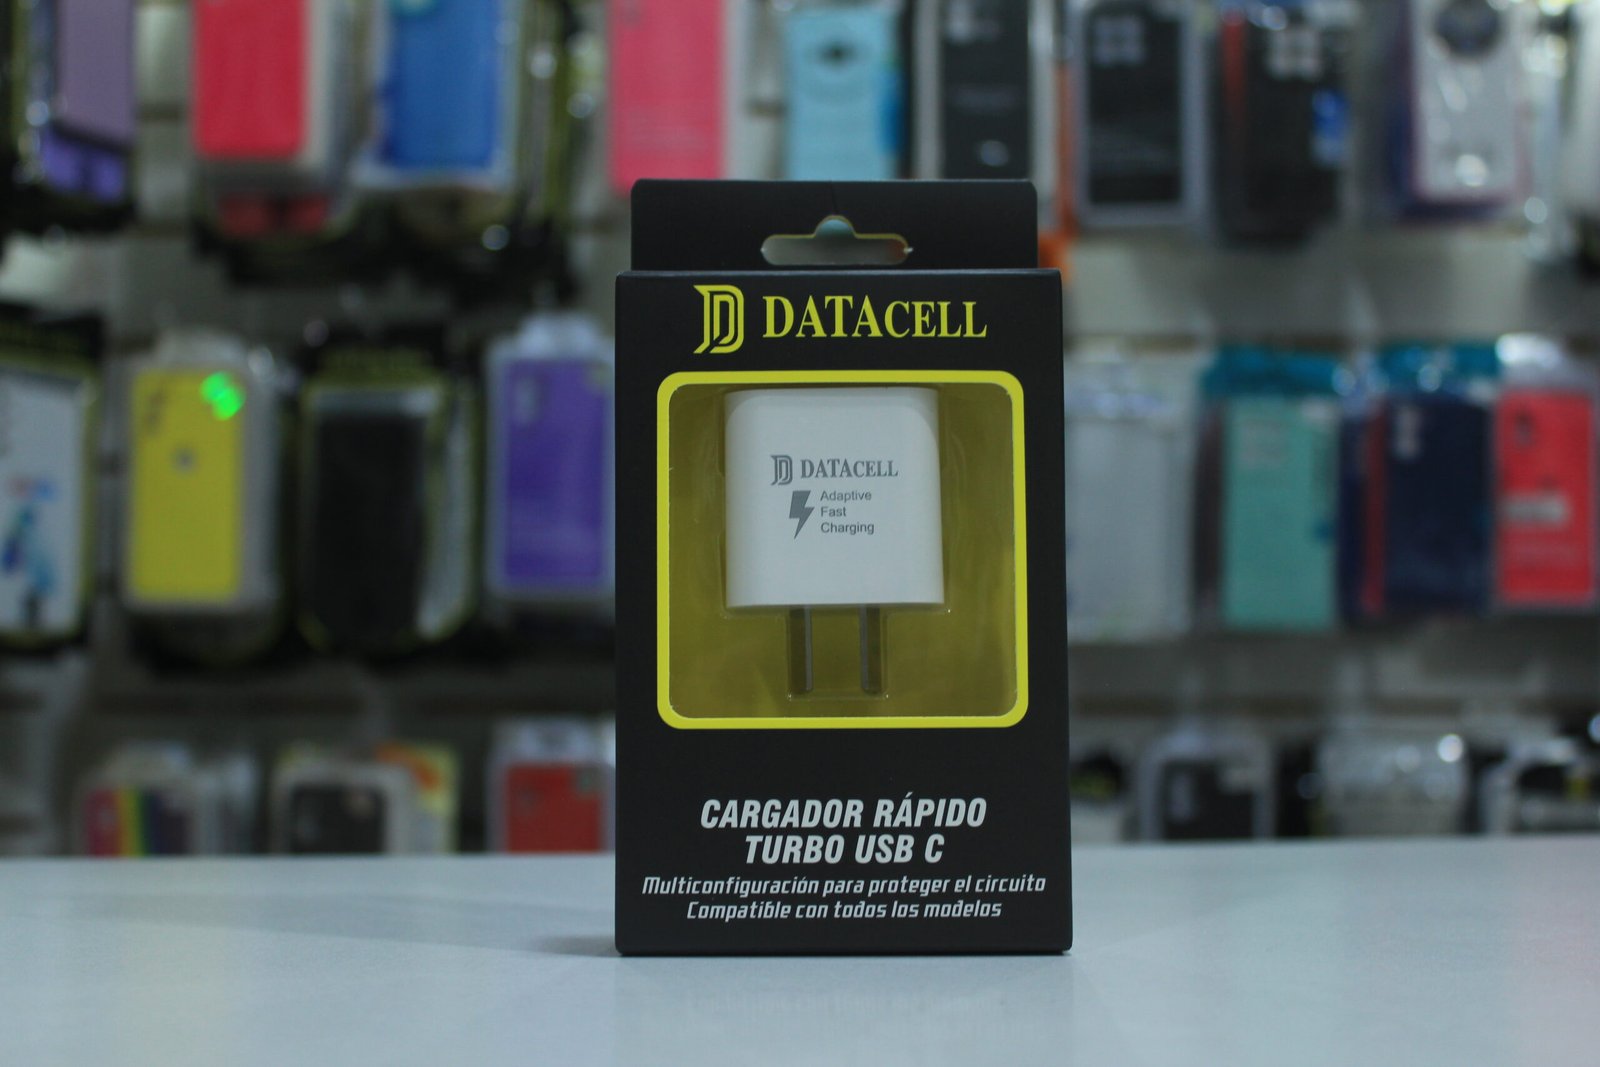 DATACELL
DATACELL
Adaptive
Fast
Charging
CARGADOR RÁPIDO
TURBO USB C
Multiconfiguración para proteger el circuito
Compatible con todos los modelos